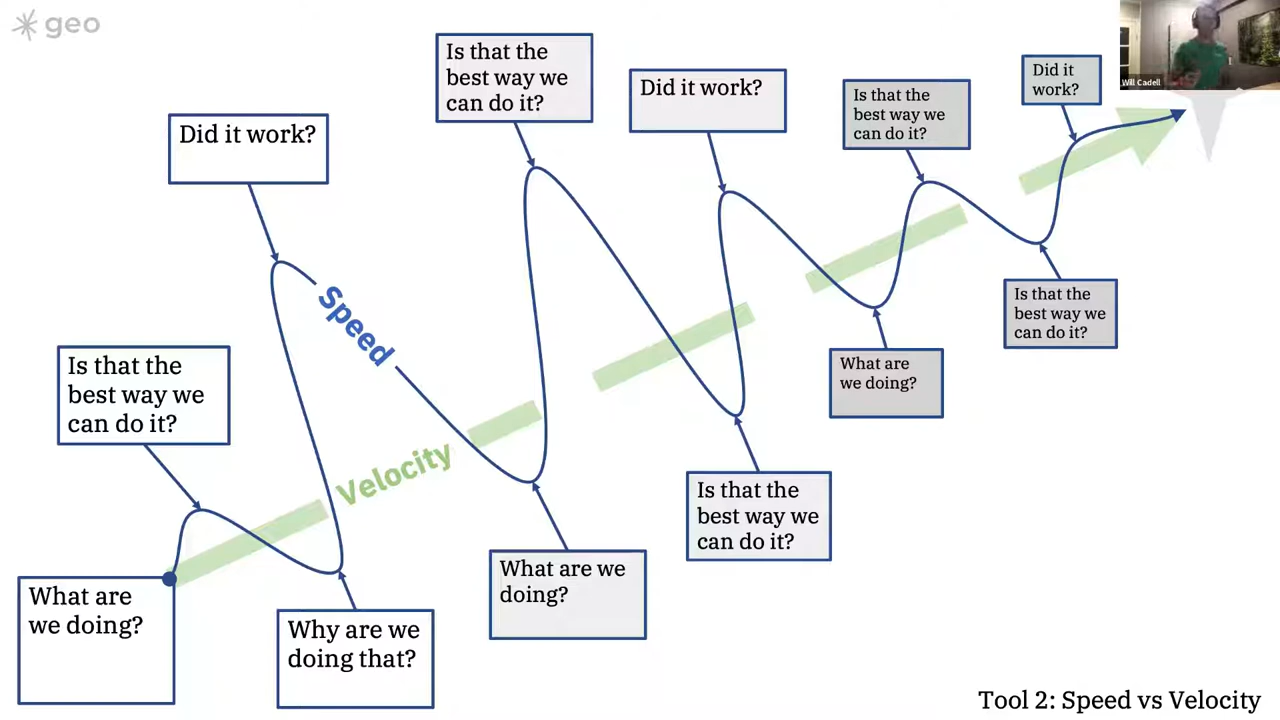 geo
Will Cadell
Did it work?
Is that the
best way we
can do it?
Did it work?
Is that the
best way we
can do it?
Did it
work?
Is that the
best way we
can do it?
Speed
Velocity
What are
we doing?
Is that the
best way we
can do it?
What are
we doing?
Why are we
doing that?
What are we
doing?
Is that the
best way we
can do it?
Tool 2: Speed vs Velocity